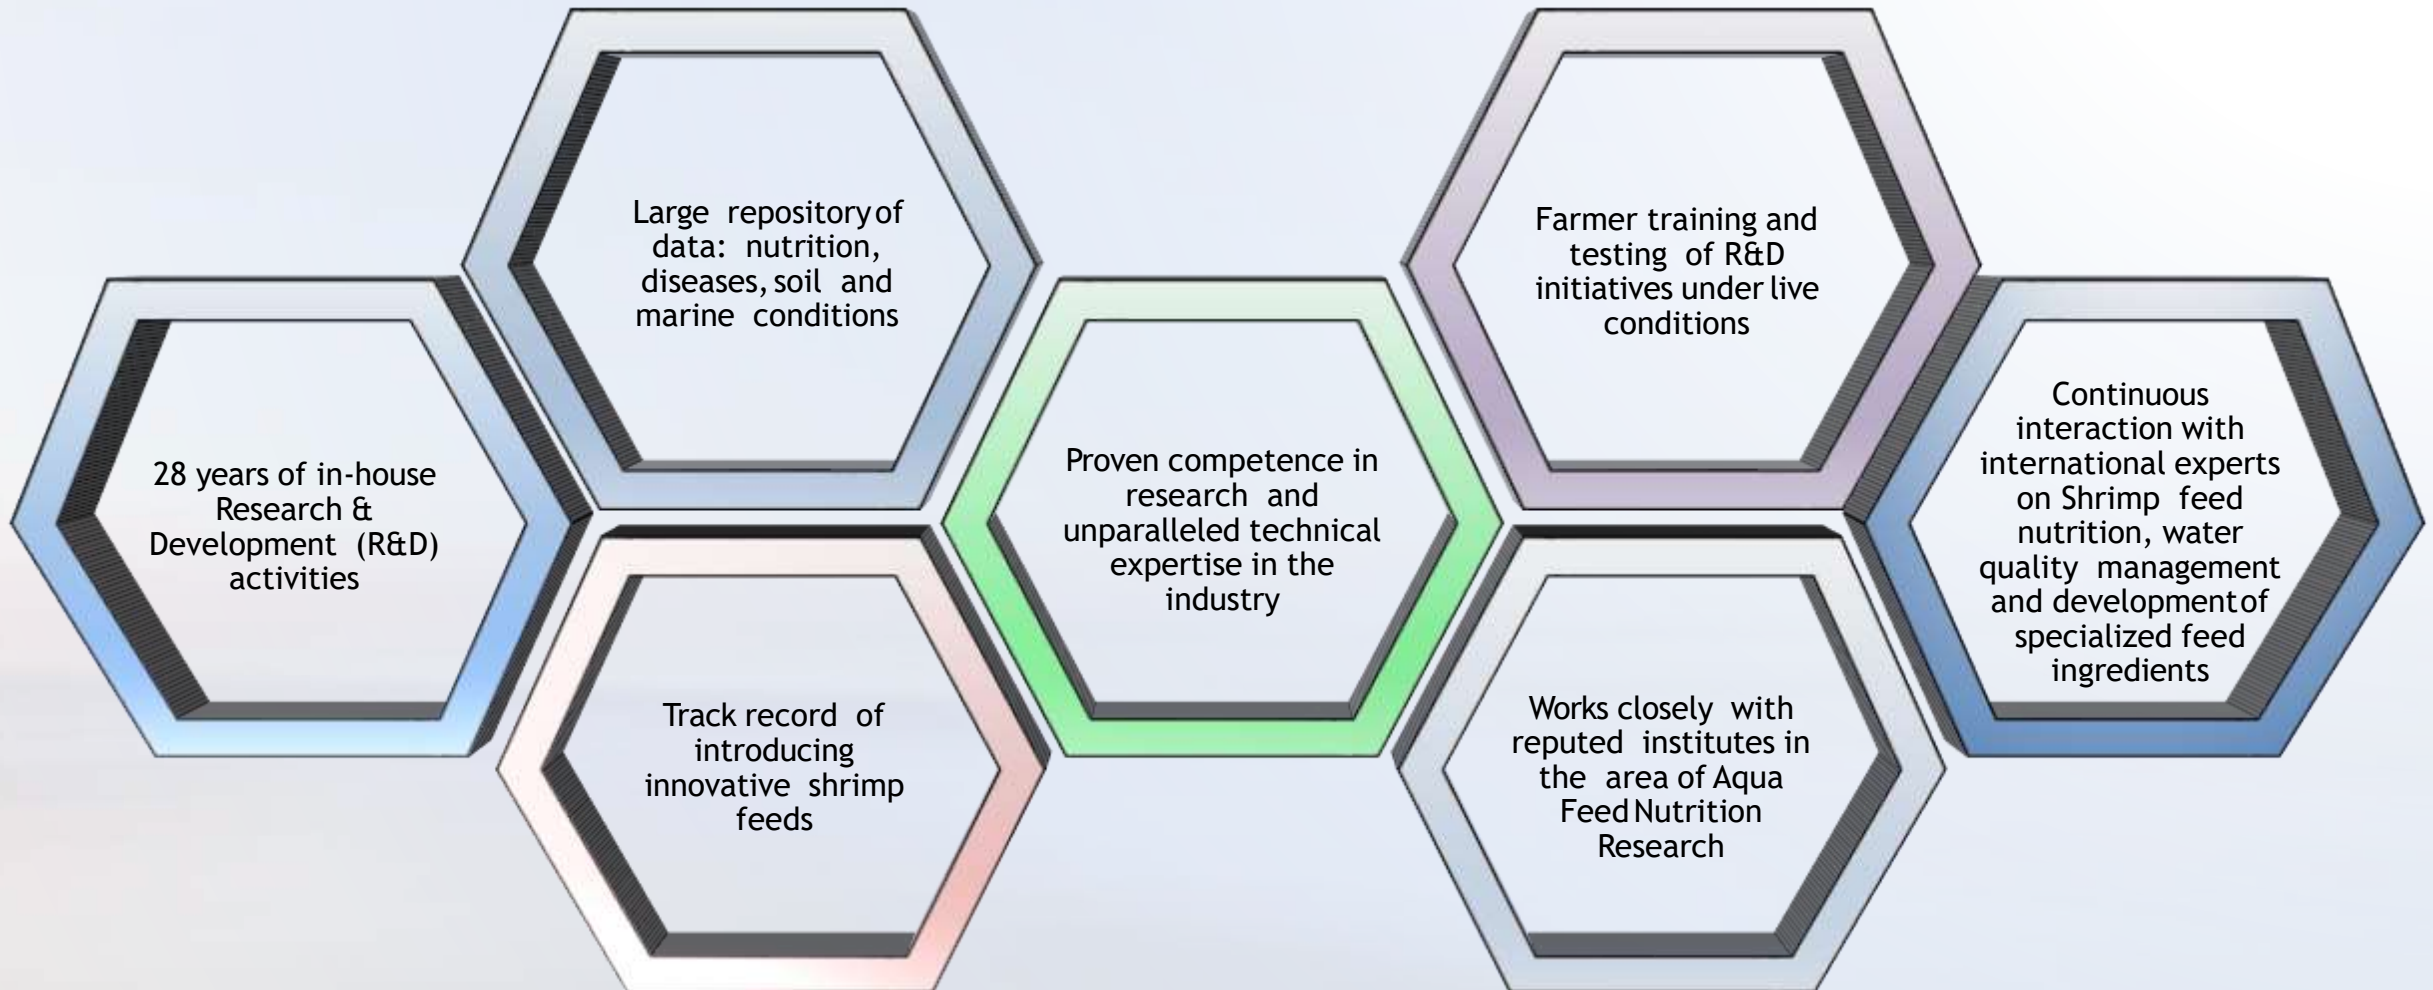 28 years of in-house
Research &
Development (R&D)
activities
Large repository of
data: nutrition,
diseases, soil and
marine conditions
Track record of
introducing
innovative shrimp
feeds
Proven competence in
research and
unparalleled technical
expertise in the
industry
Farmer training and
testing of R&D
initiatives under live
conditions
Works closely with
reputed institutes in
the area of Aqua
Feed Nutrition
Research
Continuous
interaction with
international experts
on Shrimp feed
nutrition, water
quality management
and development of
specialized feed
ingredients